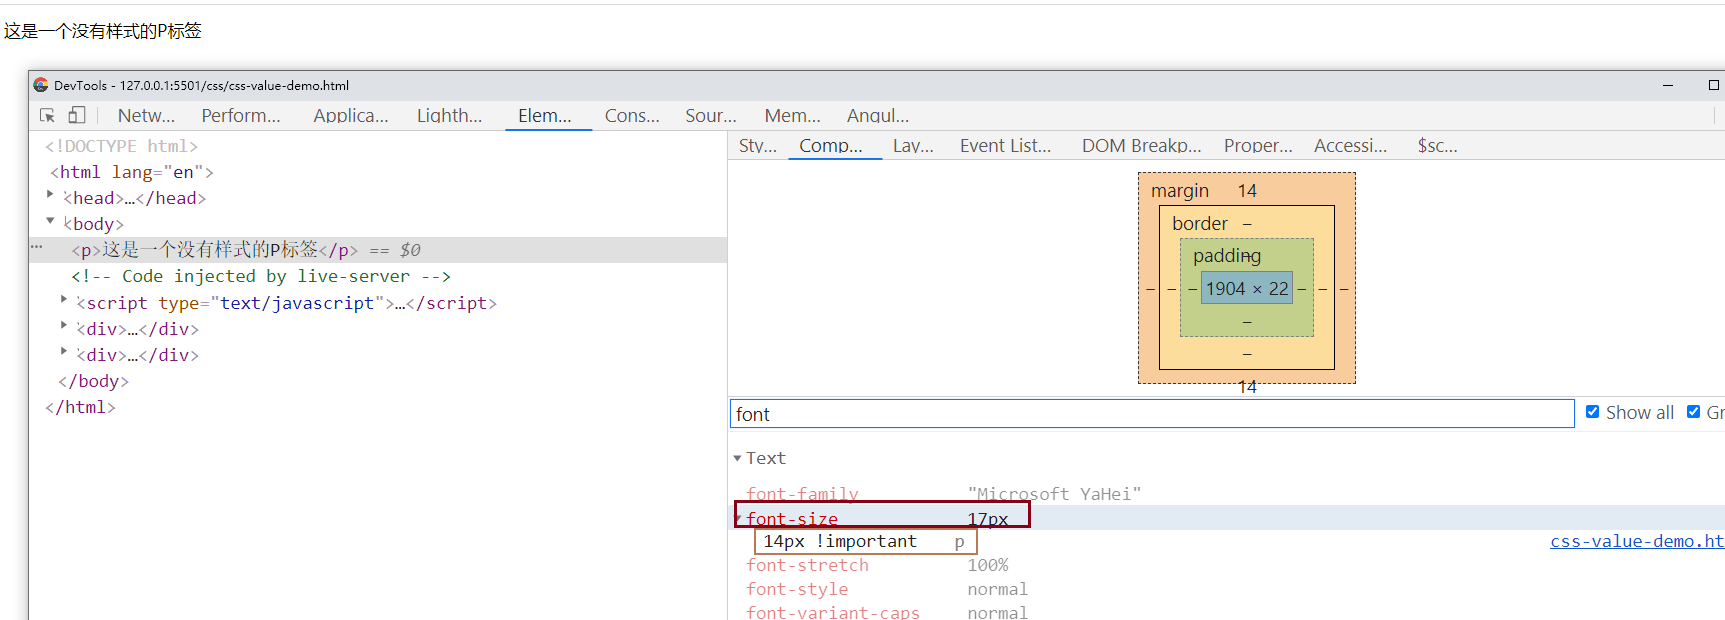 这是一个没有样式的P标签
DevTools - 127.0.0.1:5501/css/css-value-demo.html
Netw... Perform... Applica... Lighth... Elem... Cons... Sour... Mem... Angul...
<!DOCTYPE html>
<html lang="en">
<head>…</head>
<body>
<p>这是一个没有样式的P标签</p> == $0
<!-- Code injected by live-server -->
<script type="text/javascript">…</script>
<div>…</div>
<div>…</div>
</body>
</html>
Sty... Comp... Lay... Event List... DOM Breakp... Proper... Accessi... $sc...
margin 14
border –
padding –
– – – 1904 × 22 – – –
–
–
14
font
Show all Gr
Text
font-family "Microsoft YaHei"
font-size 17px
14px !important p css-value-demo.ht
font-stretch 100%
font-style normal
font-variant-caps normal